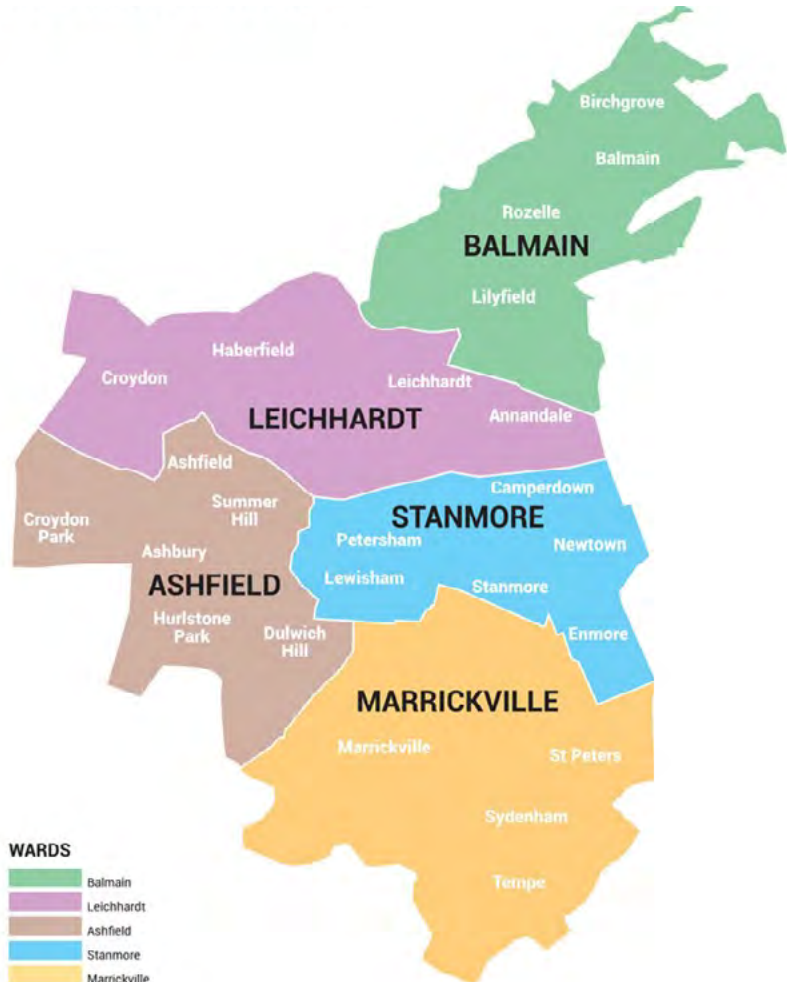 Birchgrove
Balmain
Rozelle
BALMAIN
Lilyfield
Haberfield
Croydon
Leichhardt
LEICHHARDT
Annandale
Ashfield
Summer
Hill
Croydon
Park
Ashbury
ASHFIELD
Hurlstone
Park
Dulwich
Hill
Camperdown
STANMORE
Petersham
Newtown
Lewisham
Stanmore
Enmore
MARRICKVILLE
Marrickville
St Peters
Sydenham
Tempe
WARDS
Balmain
Leichhardt
Ashfield
Stanmore
Marrickville